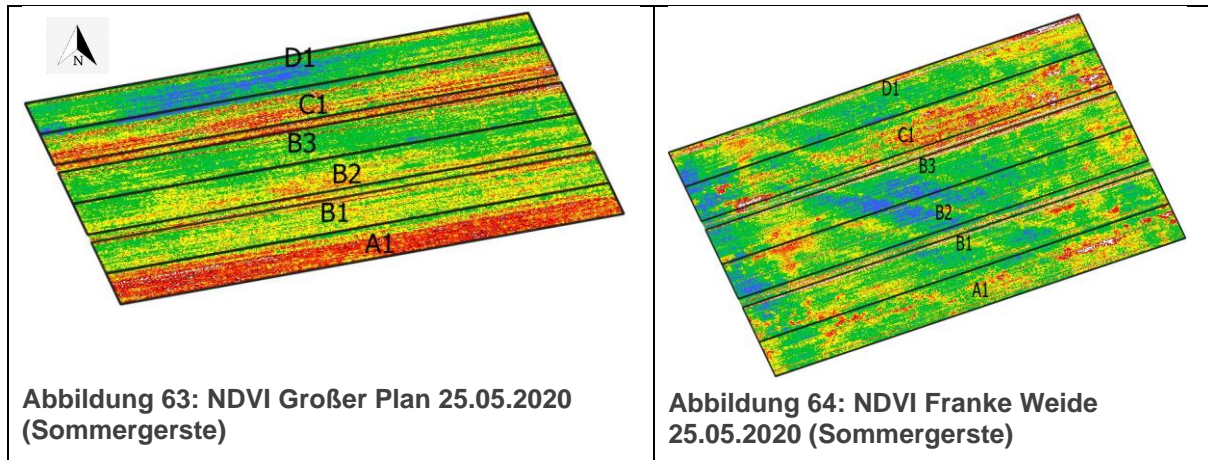 N
D1
C1
B3
B2
B1
A1
Abbildung 63: NDVI Großer Plan 25.05.2020
(Sommergerste)
D1
C1
B3
B2
B1
A1
Abbildung 64: NDVI Franke Weide
25.05.2020 (Sommergerste)